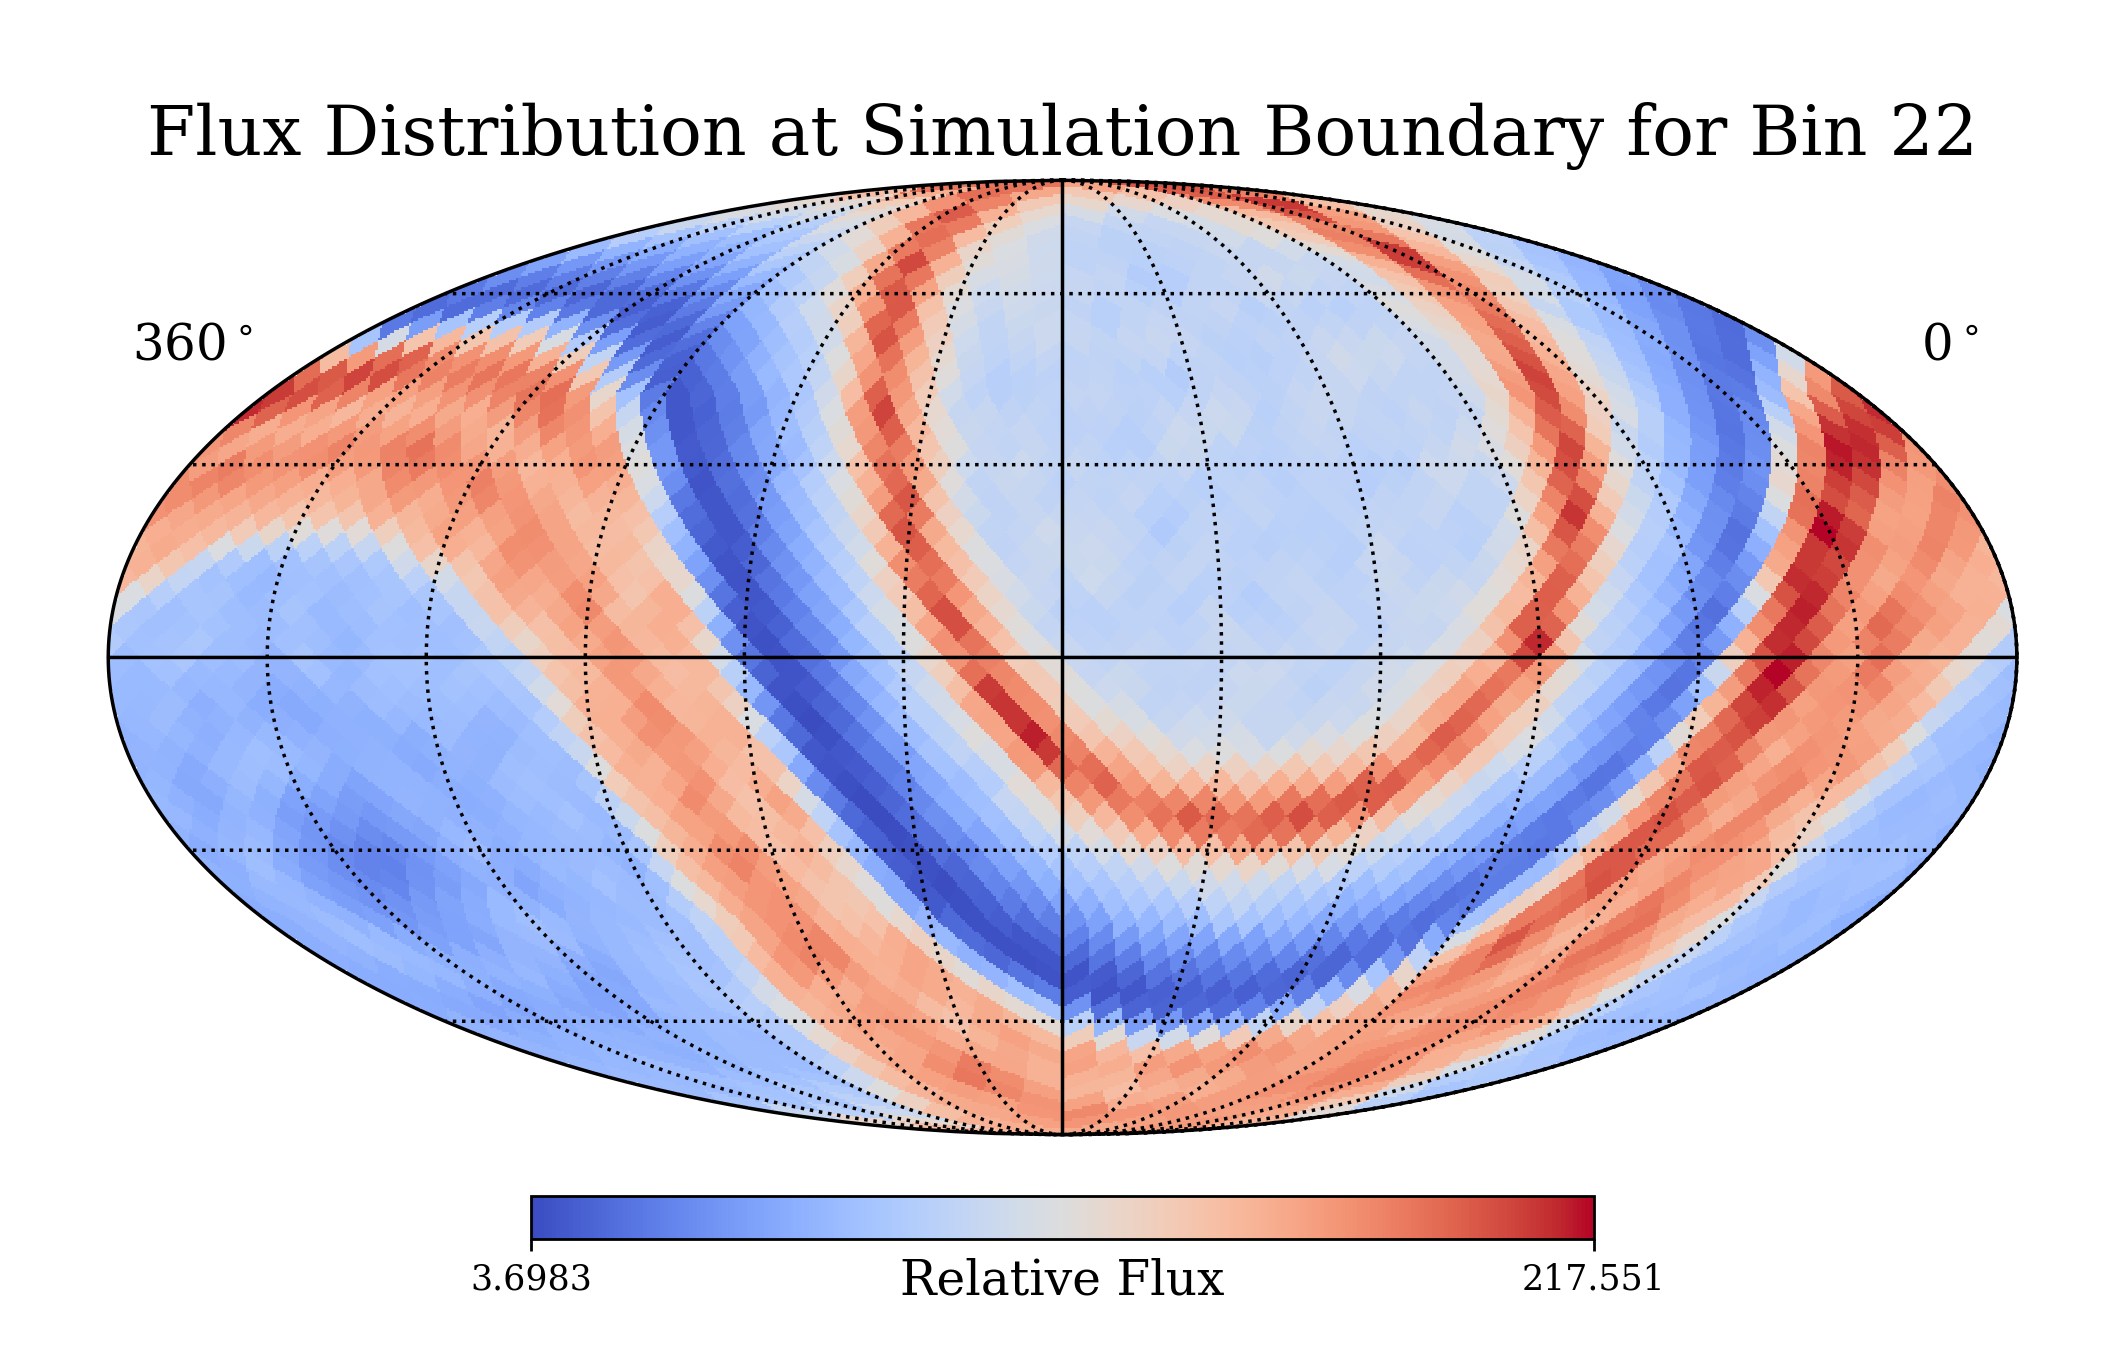 Flux Distribution at Simulation Boundary for Bin 22
360°
0°
3.6983
Relative Flux
217.551